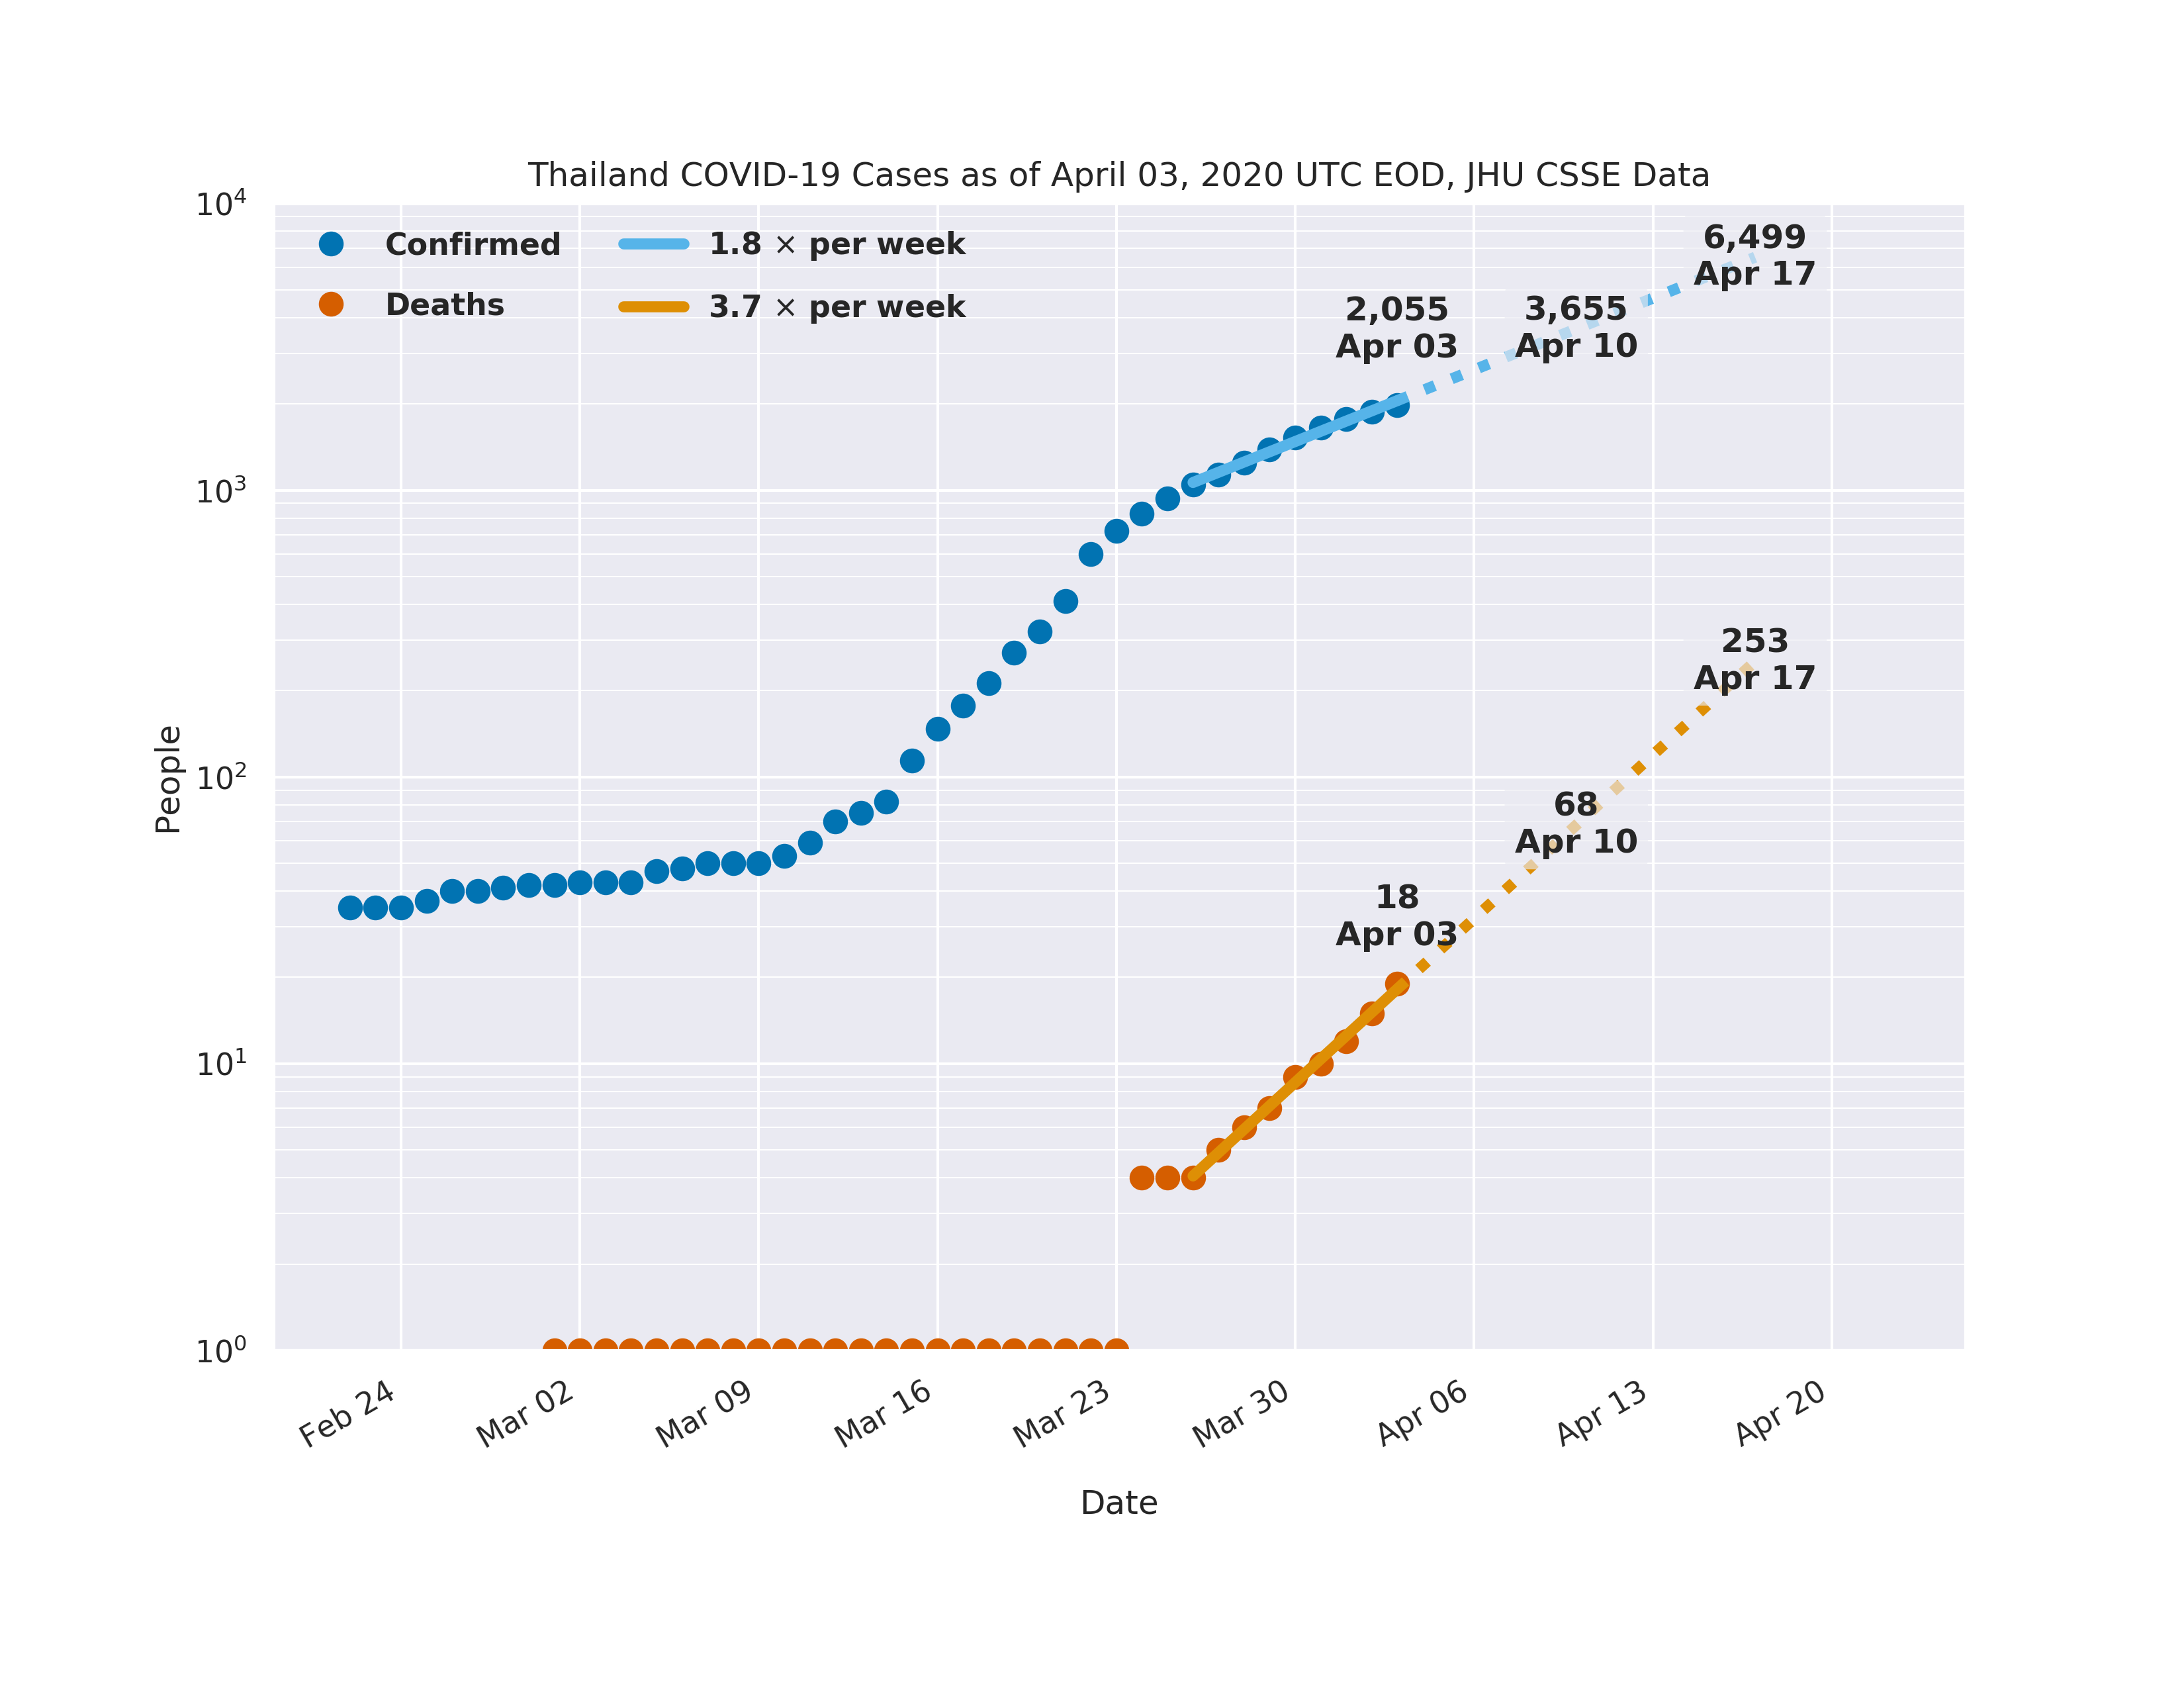 Thailand COVID-19 Cases as of April 03, 2020 UTC EOD, JHU CSSE Data
Confirmed
Deaths
1.8 × per week
3.7 × per week
2,055
Apr 03
3,655
Apr 10
6,499
Apr 17
18
Apr 03
68
Apr 10
253
Apr 17
People
10⁴
10³
10²
10¹
10⁰
Feb 24
Mar 02
Mar 09
Mar 16
Mar 23
Mar 30
Apr 06
Apr 13
Apr 20
Date